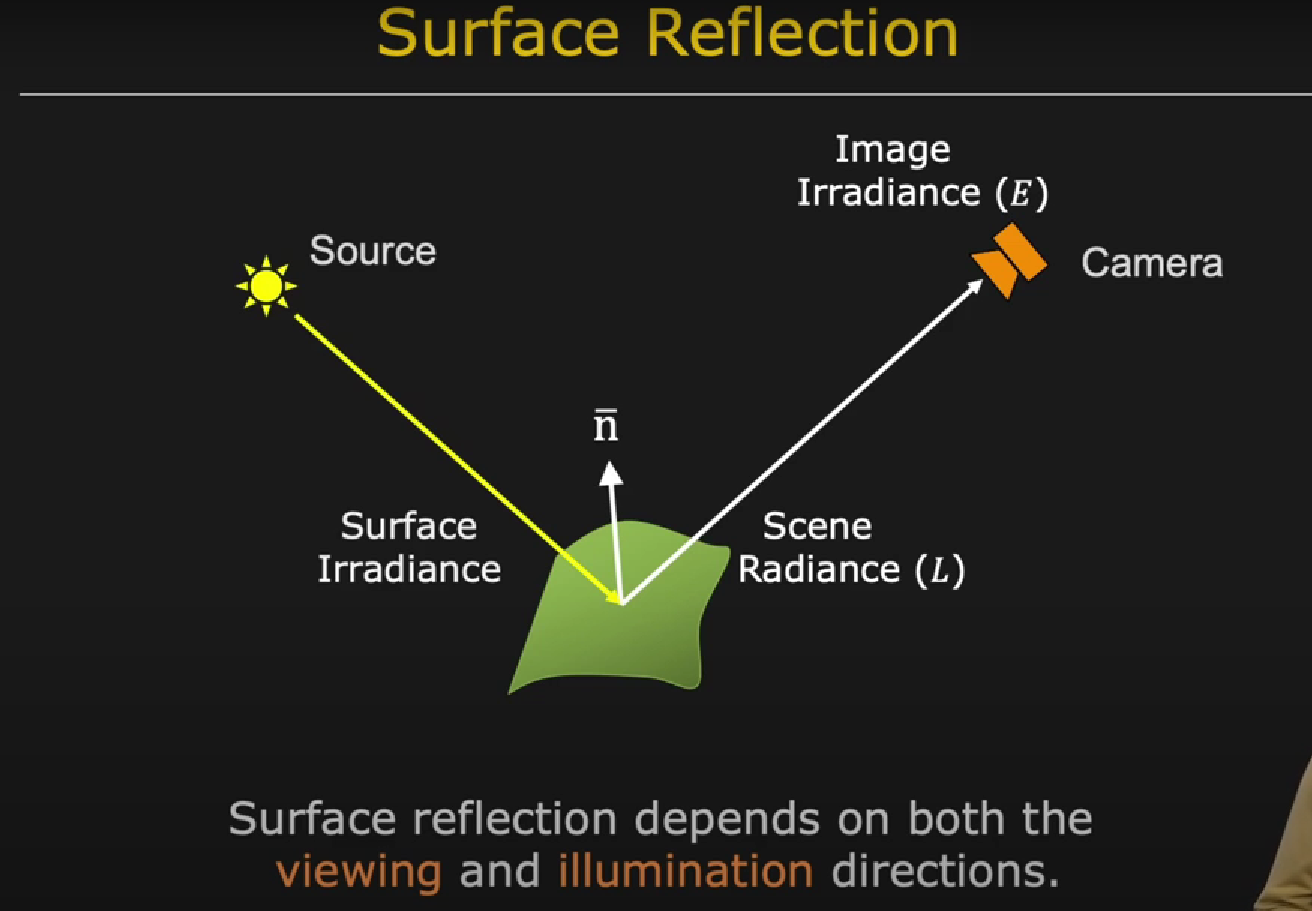 Surface Reflection
Image
Irradiance (E)
Source
Camera
n̅
Surface
Irradiance
Scene
Radiance (L)
Surface reflection depends on both the
viewing and illumination directions.